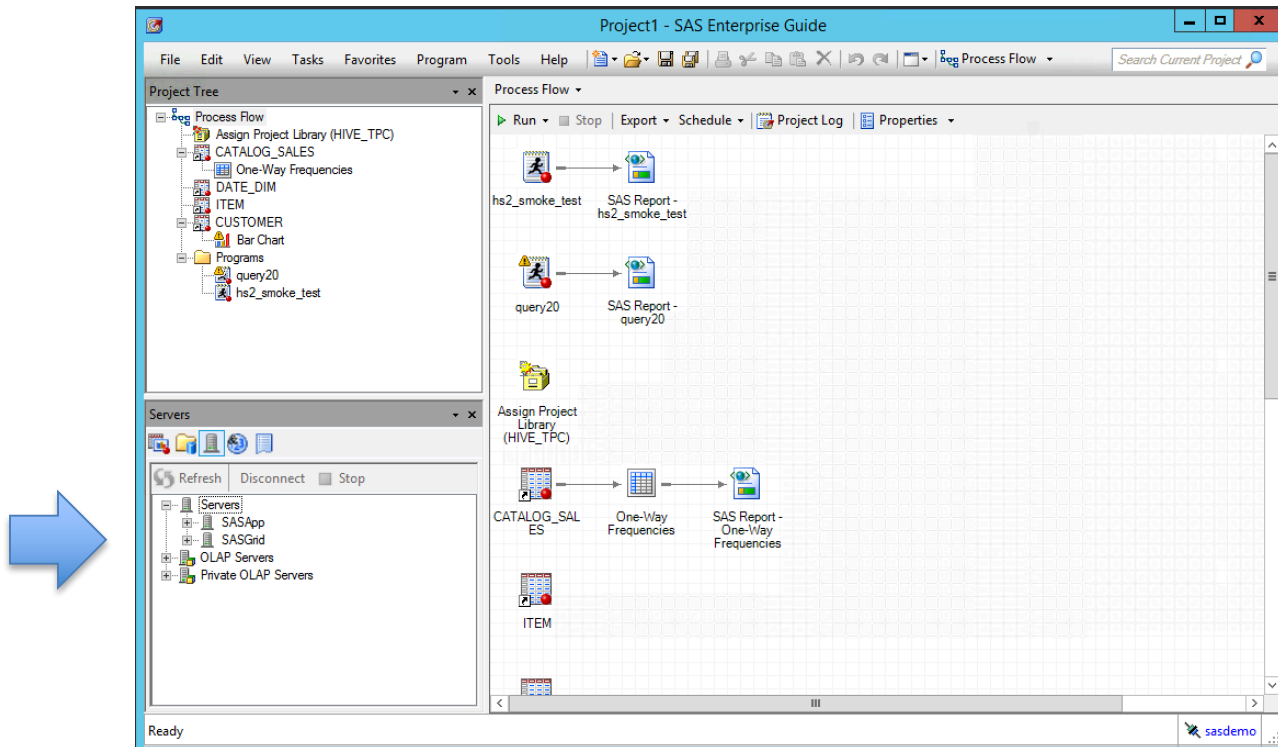 Project1 - SAS Enterprise Guide
File Edit View Tasks Favorites Program Tools Help Process Flow Search Current Project
Project Tree
Process Flow
Assign Project Library (HIVE_TPC)
CATALOG_SALES
One-Way Frequencies
DATE_DIM
ITEM
CUSTOMER
Bar Chart
Programs
query20
hs2_smoke_test
Servers
Refresh Disconnect Stop
Servers
SASApp
SASGrid
OLAP Servers
Private OLAP Servers
Process Flow
Run Stop Export Schedule Project Log Properties
hs2_smoke_test
SAS Report -
hs2_smoke_test
query20
SAS Report -
query20
Assign Project
Library
(HIVE_TPC)
CATALOG_SAL
ES
One-Way
Frequencies
SAS Report -
One-Way
Frequencies
ITEM
Ready
sasdemo